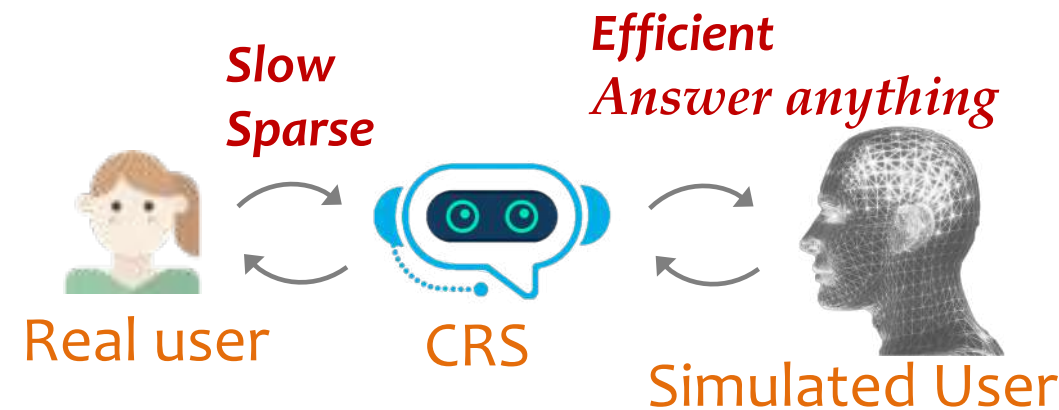 Slow
Sparse
Efficient
Answer anything
Real user
CRS
Simulated User